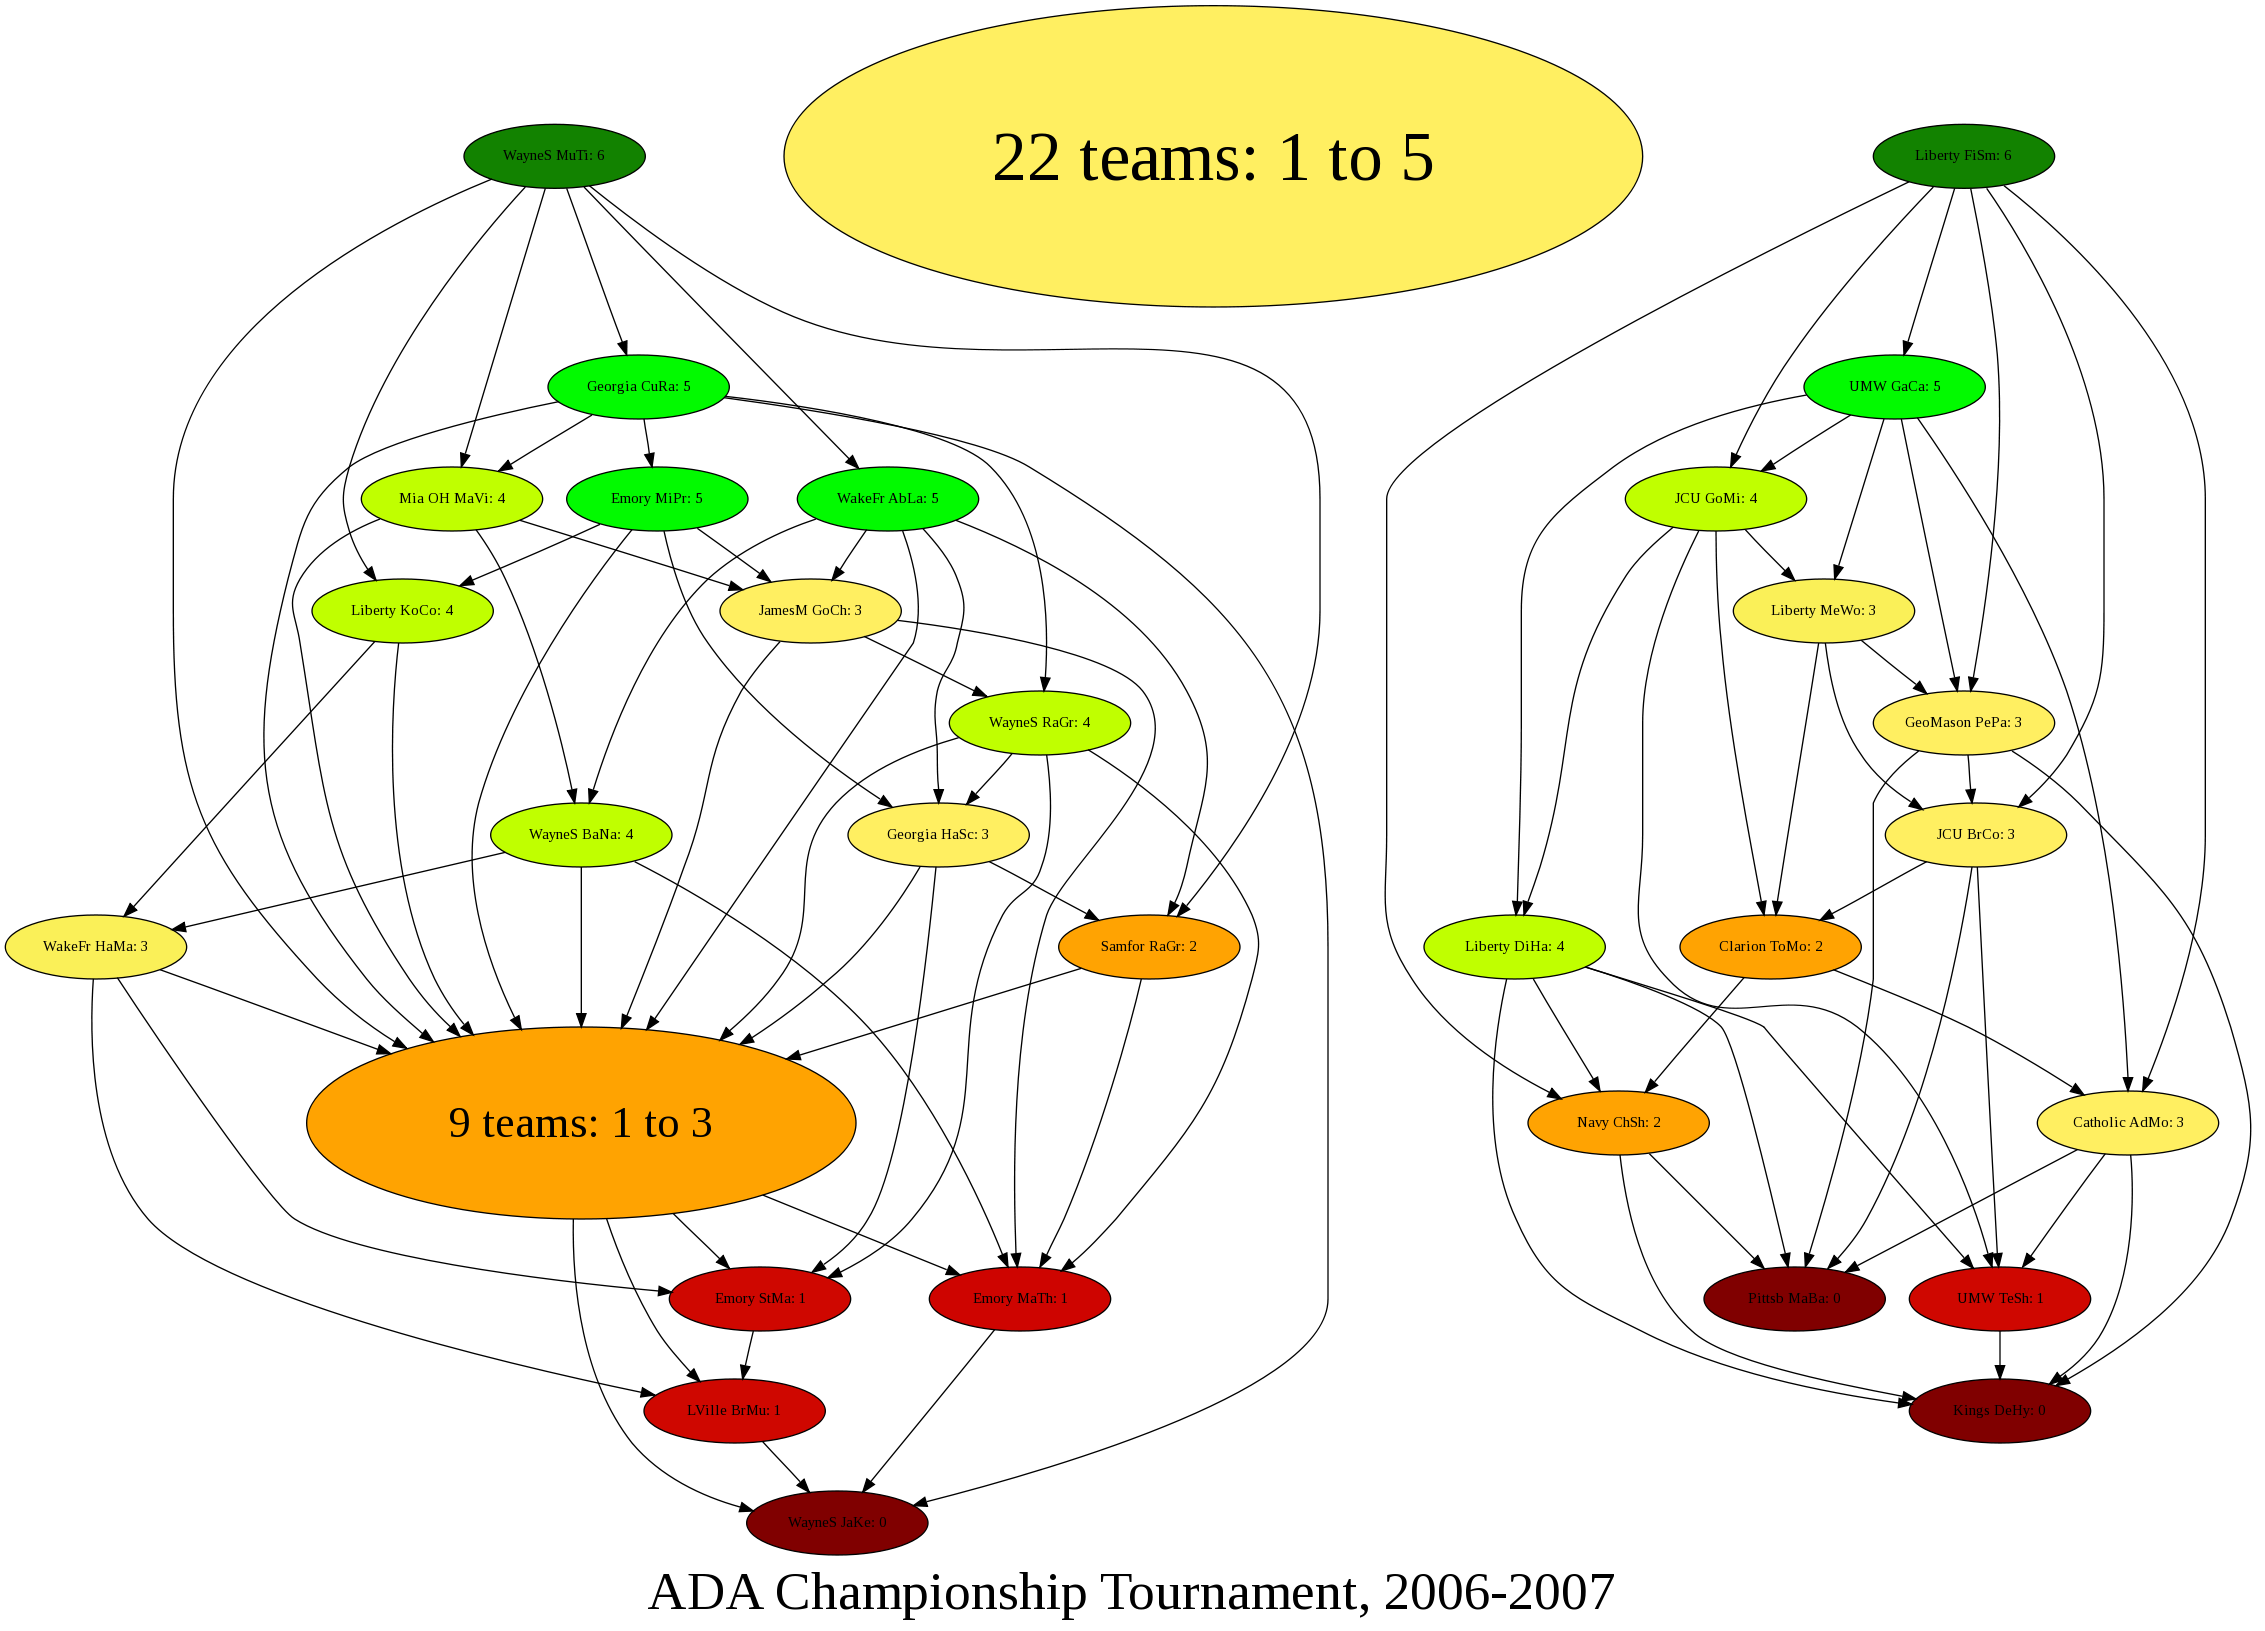 22 teams: 1 to 5
WayneS MuTi: 6
Liberty FiSm: 6
Georgia CuRa: 5
UMW GaCa: 5
Mia OH MaVi: 4
Emory MiPr: 5
WakeFr AbLa: 5
JCU GoMi: 4
Liberty KoCo: 4
JamesM GoCh: 3
Liberty MeWo: 3
WayneS RaGr: 4
GeoMason PePa: 3
WayneS BaNa: 4
Georgia HaSc: 3
JCU BrCo: 3
WakeFr HaMa: 3
Samfor RaGr: 2
Liberty DiHa: 4
Clarion ToMo: 2
9 teams: 1 to 3
Navy ChSh: 2
Catholic AdMo: 3
Emory StMa: 1
Emory MaTh: 1
Pittsb MaBa: 0
UMW TeSh: 1
LVille BrMu: 1
Kings DeHy: 0
WayneS JaKe: 0
ADA Championship Tournament, 2006-2007